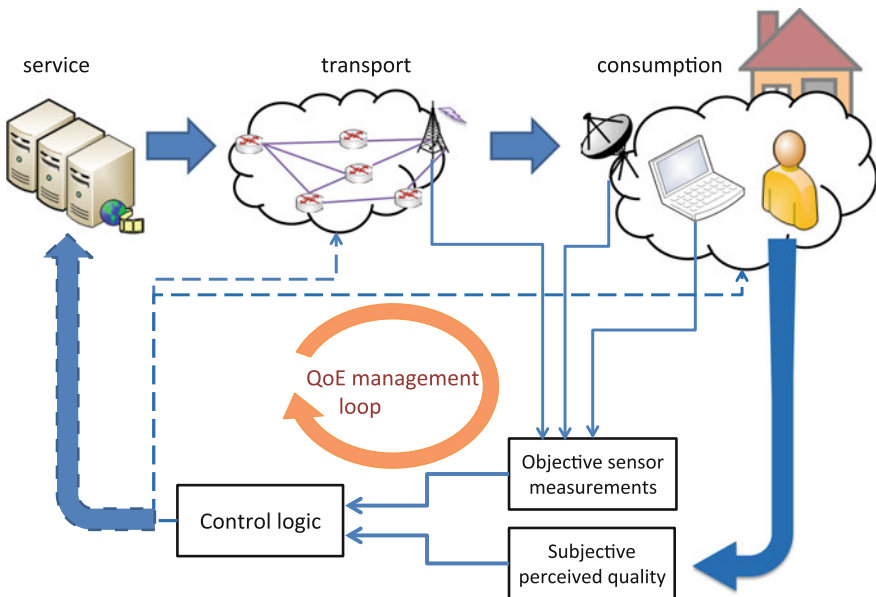 service
transport
consumption
QoE management
loop
Objective sensor
measurements
Control logic
Subjective
perceived quality